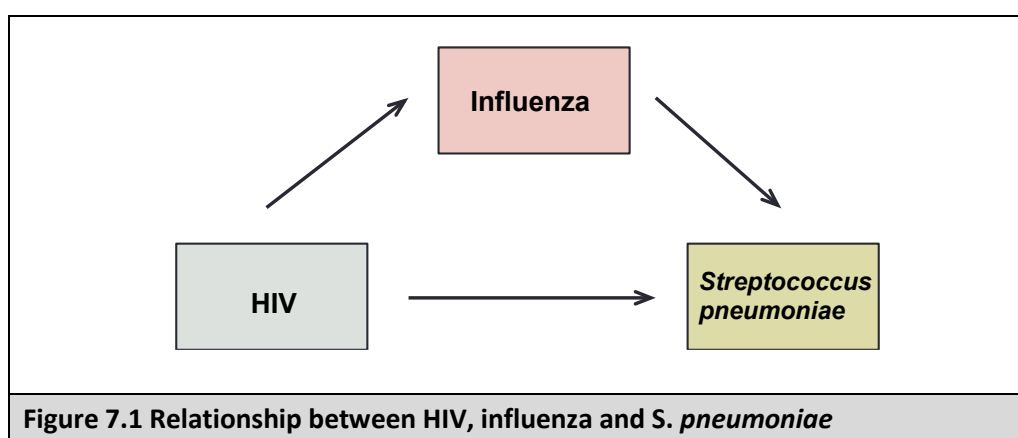 Influenza
HIV
Streptococcus
pneumoniae
Figure 7.1 Relationship between HIV, influenza and S. pneumoniae